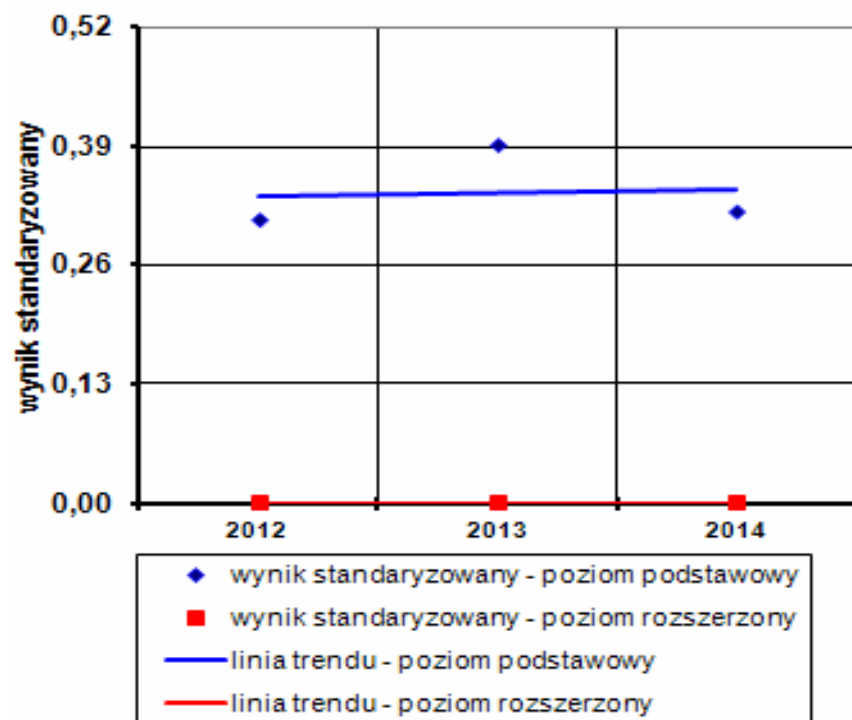 0,52
0,39
0,26
0,13
0,00
wynik standaryzowany
2012 2013 2014
wynik standaryzowany - poziom podstawowy
wynik standaryzowany - poziom rozszerzony
linia trendu - poziom podstawowy
linia trendu - poziom rozszerzony